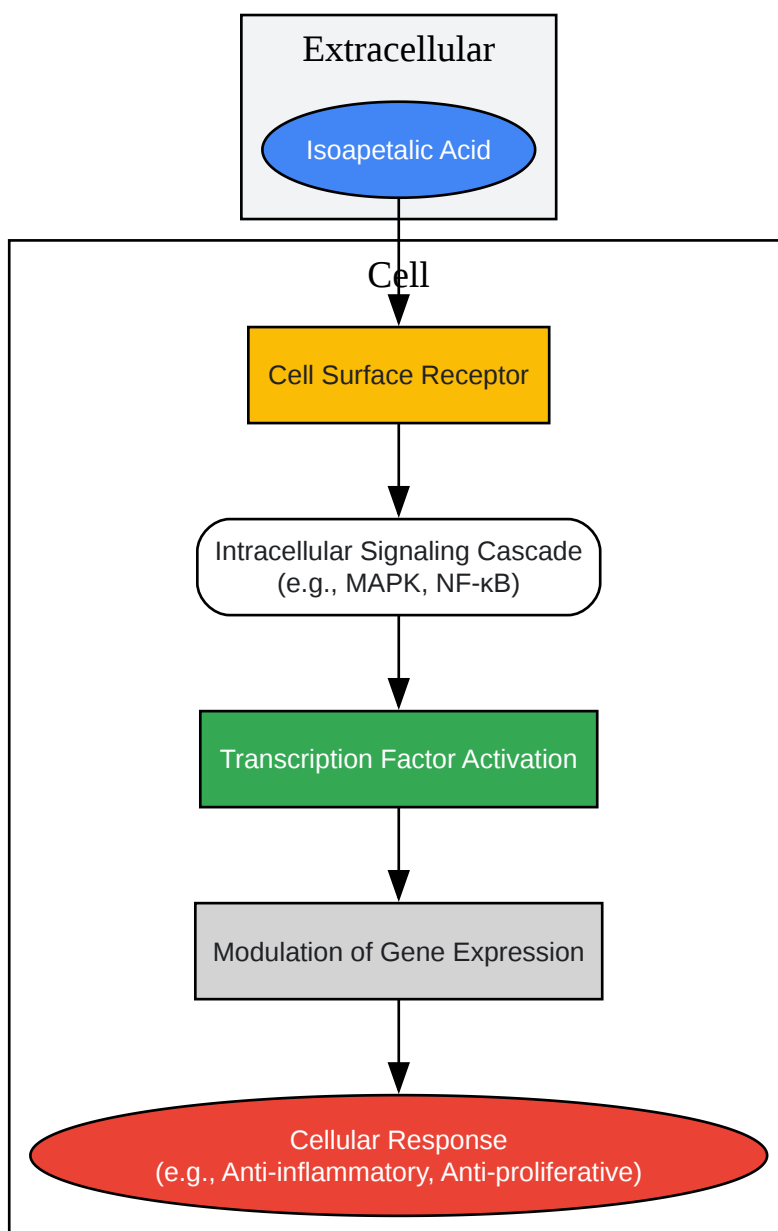 Extracellular
Isoapetalic Acid
Cell
Cell Surface Receptor
Intracellular Signaling Cascade
(e.g., MAPK, NF-κB)
Transcription Factor Activation
Modulation of Gene Expression
Cellular Response
(e.g., Anti-inflammatory, Anti-proliferative)